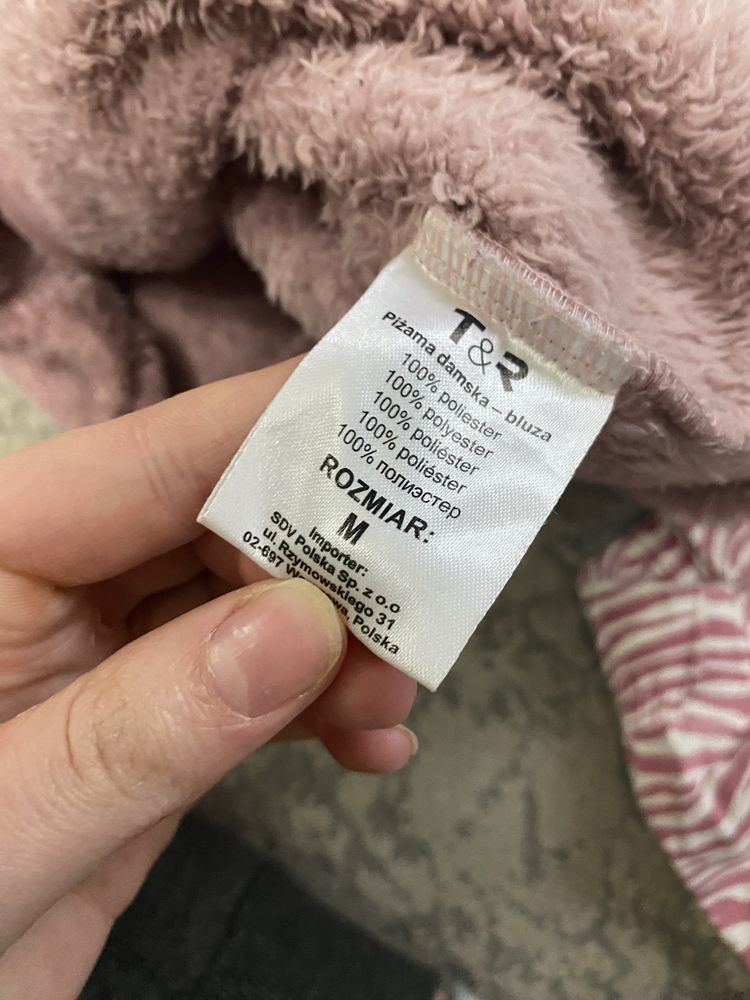 T&R
Piżama damska – bluza
100% poliester
100% polyester
100% poliéster
100% poliéster
100% полиэстер
ROZMIAR:
M
Importer:
SDV Polska Sp. z o.o
ul. Rzymowskiego 31
02-697 Polska